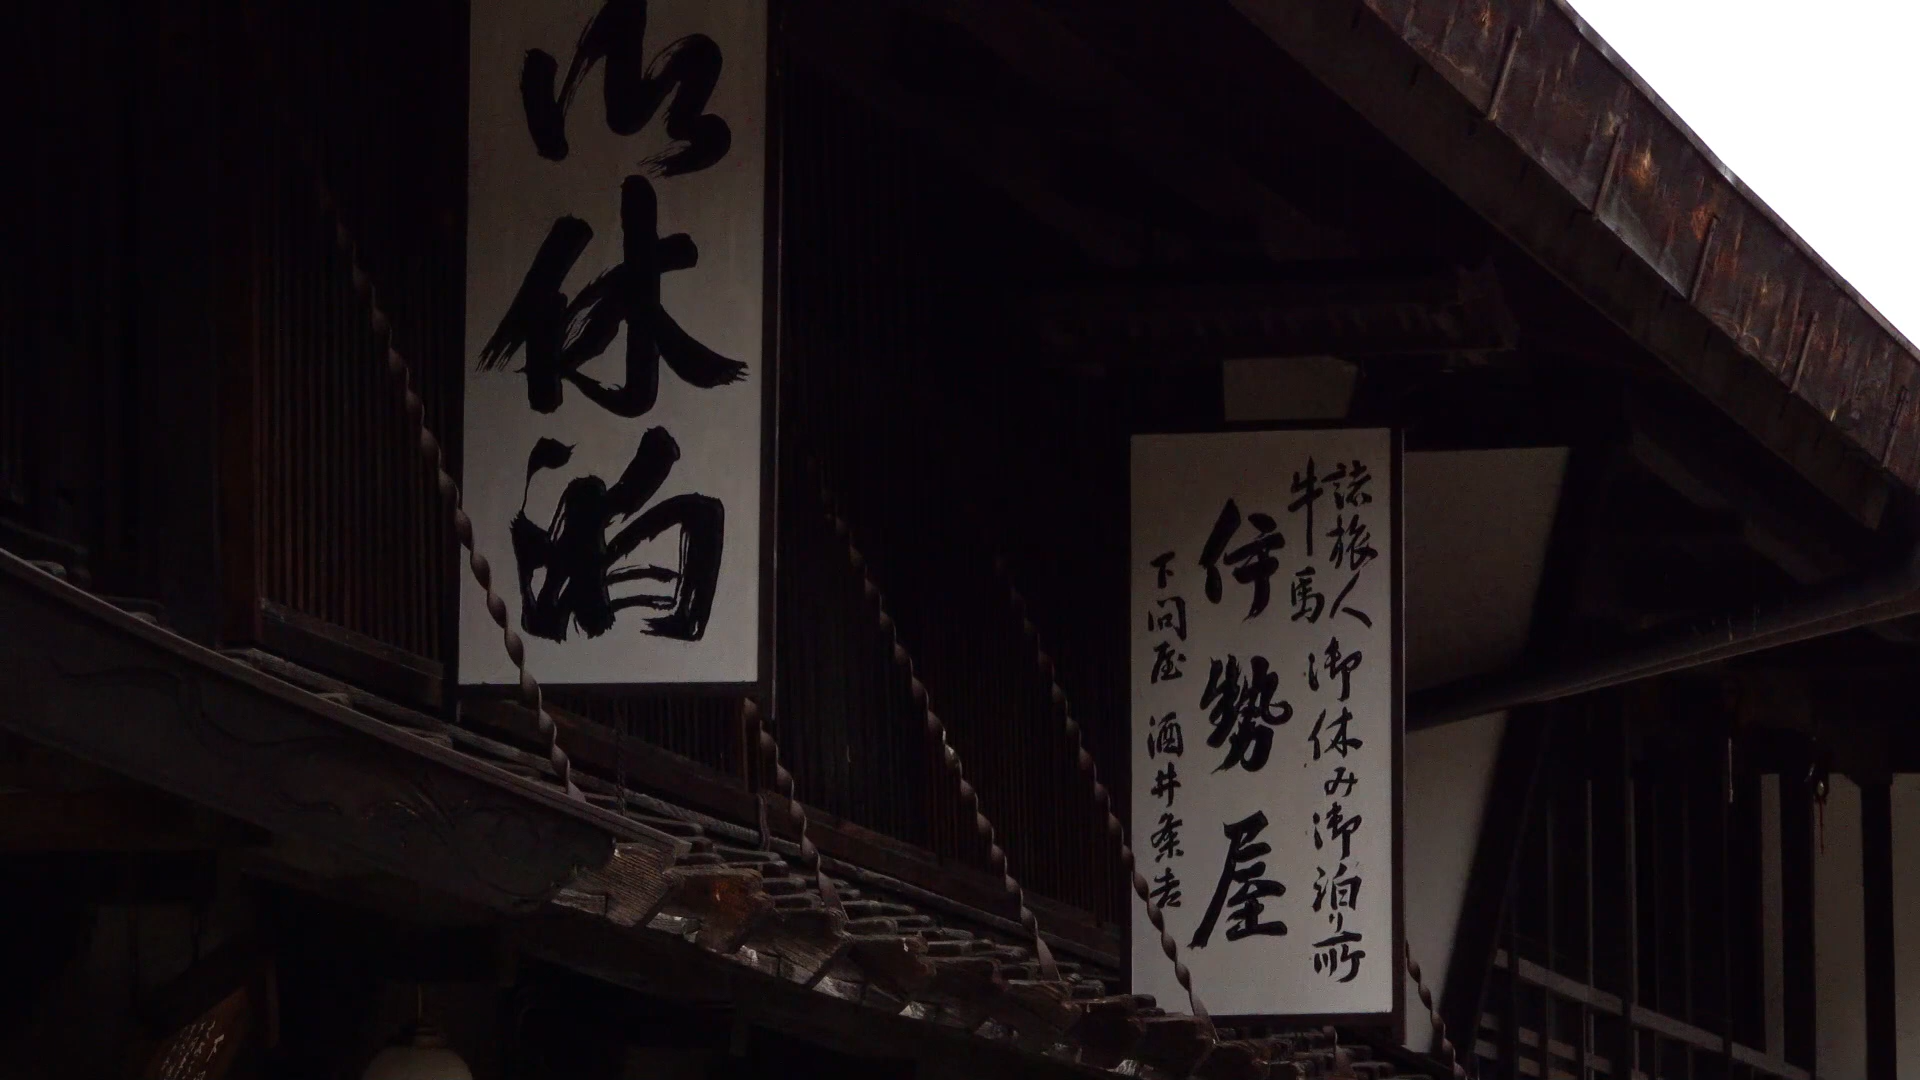 御休泊
諸旅人
牛馬
御休み御泊り所
伊勢屋
下問屋 酒井粂吉